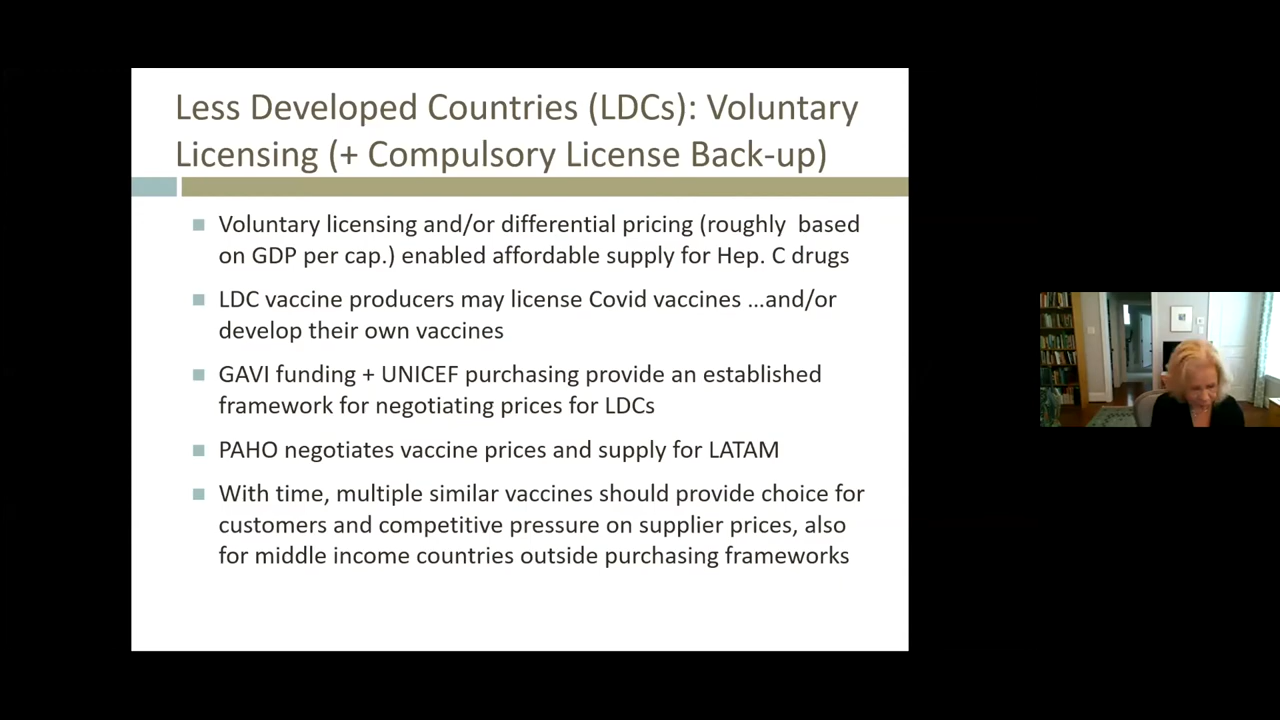 Less Developed Countries (LDCs): Voluntary
Licensing (+ Compulsory License Back-up)
Voluntary licensing and/or differential pricing (roughly  based
on GDP per cap.) enabled affordable supply for Hep. C drugs
LDC vaccine producers may license Covid vaccines ...and/or
develop their own vaccines
GAVI funding + UNICEF purchasing provide an established
framework for negotiating prices for LDCs
PAHO negotiates vaccine prices and supply for LATAM
With time, multiple similar vaccines should provide choice for
customers and competitive pressure on supplier prices, also
for middle income countries outside purchasing frameworks